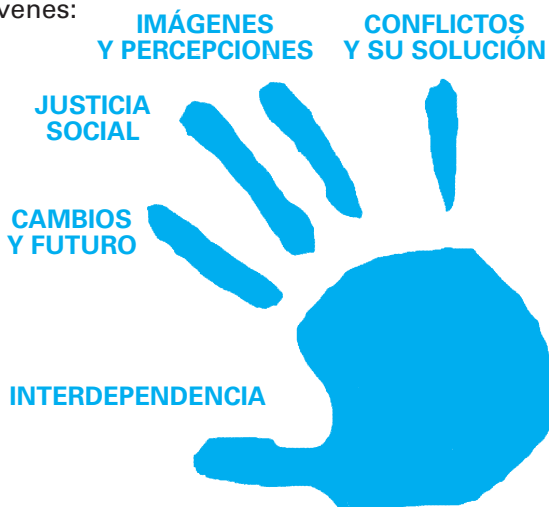 venes:
IMÁGENES
Y PERCEPCIONES
CONFLICTOS
Y SU SOLUCIÓN
JUSTICIA
SOCIAL
CAMBIOS
Y FUTURO
INTERDEPENDENCIA